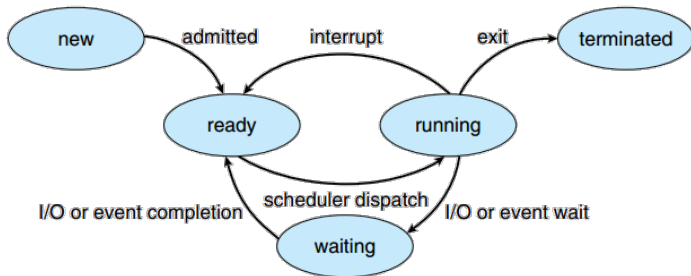 new
admitted
interrupt
exit
terminated
ready
running
scheduler dispatch
I/O or event completion
I/O or event wait
waiting